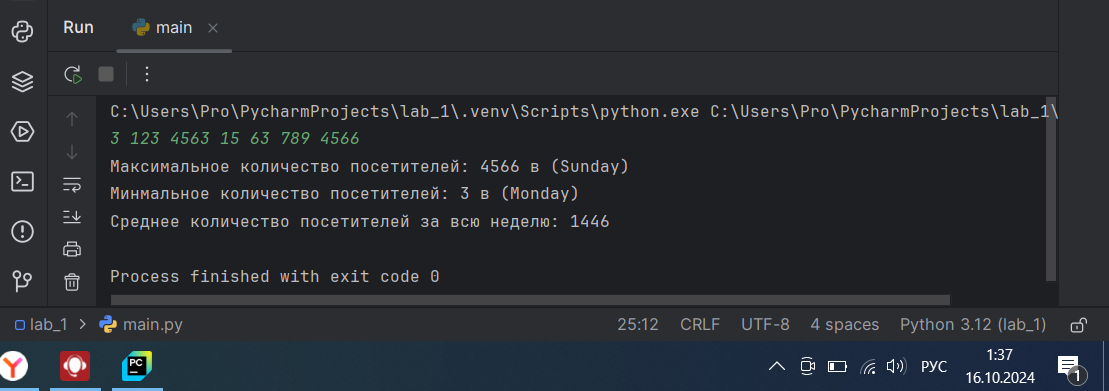 Run main
C:\Users\Pro\PycharmProjects\lab_1\.venv\Scripts\python.exe C:\Users\Pro\PycharmProjects\lab_1\
3 123 4563 15 63 789 4566
Максимальное количество посетителей: 4566 в (Sunday)
Минмальное количество посетителей: 3 в (Monday)
Среднее количество посетителей за всю неделю: 1446
Process finished with exit code 0
lab_1 > main.py 25:12 CRLF UTF-8 4 spaces Python 3.12 (lab_1)
PC
РУС
1:37
16.10.2024
1